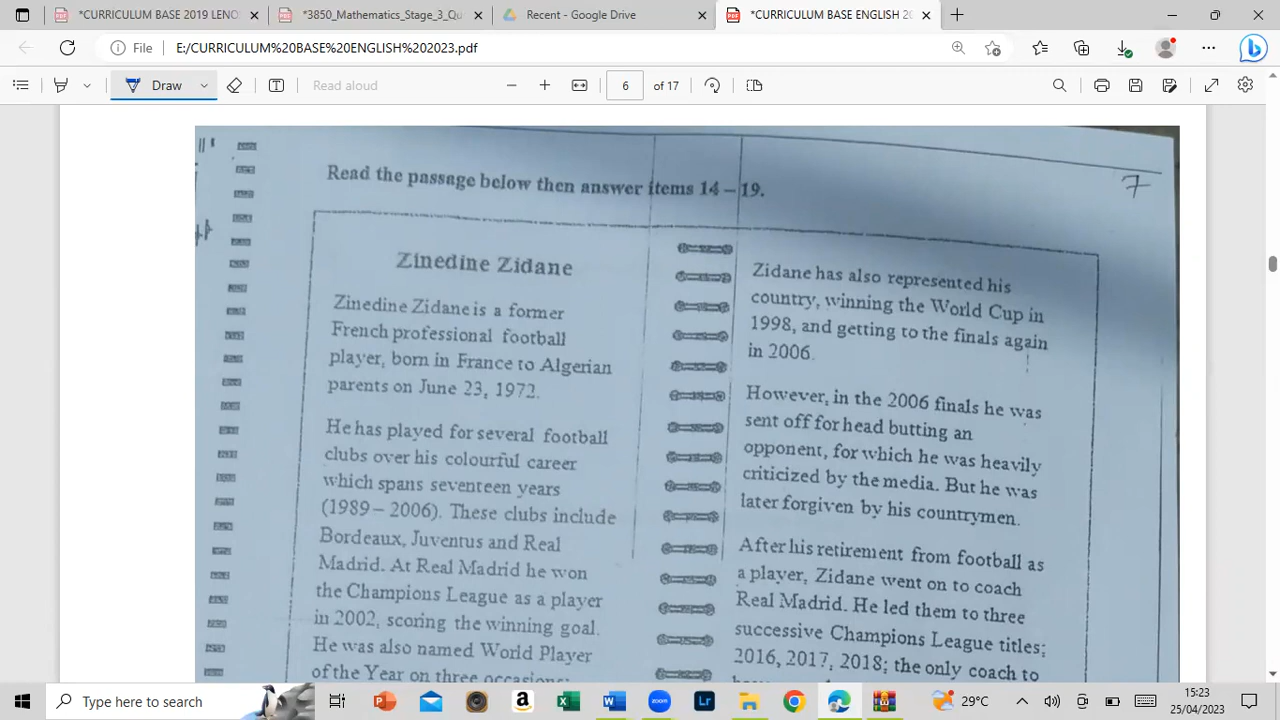 *CURRICULUM BASE 2019 LENO
*3850_Mathematics_Stage_3_Qu
Recent - Google Drive
*CURRICULUM BASE ENGLISH 20
File
E:/CURRICULUM%20BASE%20ENGLISH%202023.pdf
Draw
Read aloud
6
of 17
Read the passage below then answer items 14 – 19.
7
Zinedine Zidane
Zinedine Zidane is a former
French professional football
player, born in France to Algerian
parents on June 23, 1972.
He has played for several football
clubs over his colourful career
which spans seventeen years
(1989 – 2006). These clubs include
Bordeaux, Juventus and Real
Madrid. At Real Madrid he won
the Champions League as a player
in 2002, scoring the winning goal.
He was also named World Player
of the Year on three occasions:
Zidane has also represented his
country, winning the World Cup in
1998, and getting to the finals again
in 2006.
However, in the 2006 finals he was
sent off for head butting an
opponent, for which he was heavily
criticized by the media. But he was
later forgiven by his countrymen.
After his retirement from football as
a player, Zidane went on to coach
Real Madrid. He led them to three
successive Champions League titles;
2016, 2017, 2018; the only coach to
Type here to search
zoom
Lr
29°C
15:23
25/04/2023